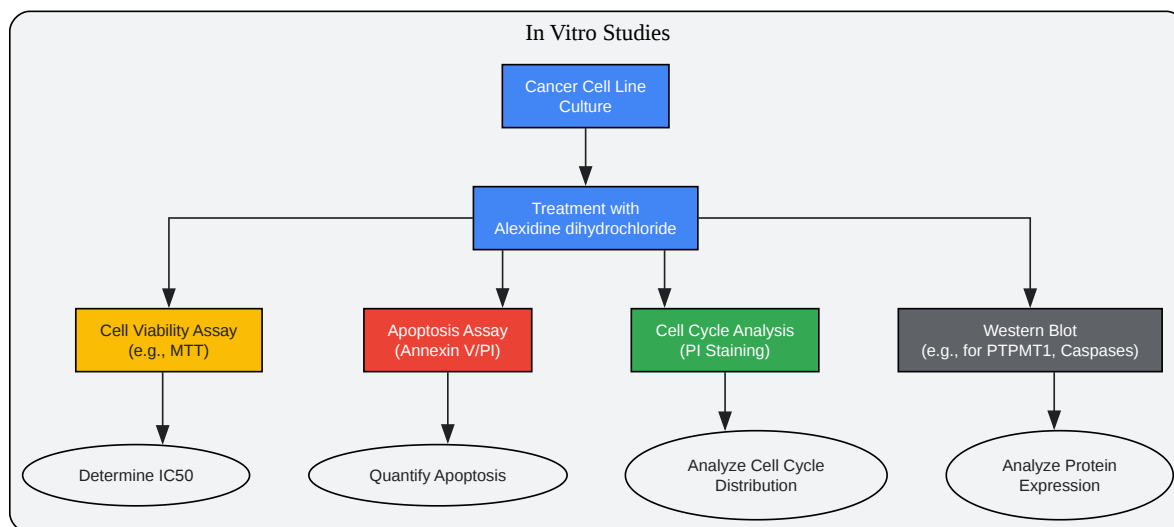 In Vitro Studies
Cancer Cell Line
Culture
Treatment with
Alexidine dihydrochloride
Cell Viability Assay
(e.g., MTT)
Apoptosis Assay
(Annexin V/PI)
Cell Cycle Analysis
(PI Staining)
Western Blot
(e.g., for PTPMT1, Caspases)
Determine IC50
Quantify Apoptosis
Analyze Cell Cycle
Distribution
Analyze Protein
Expression